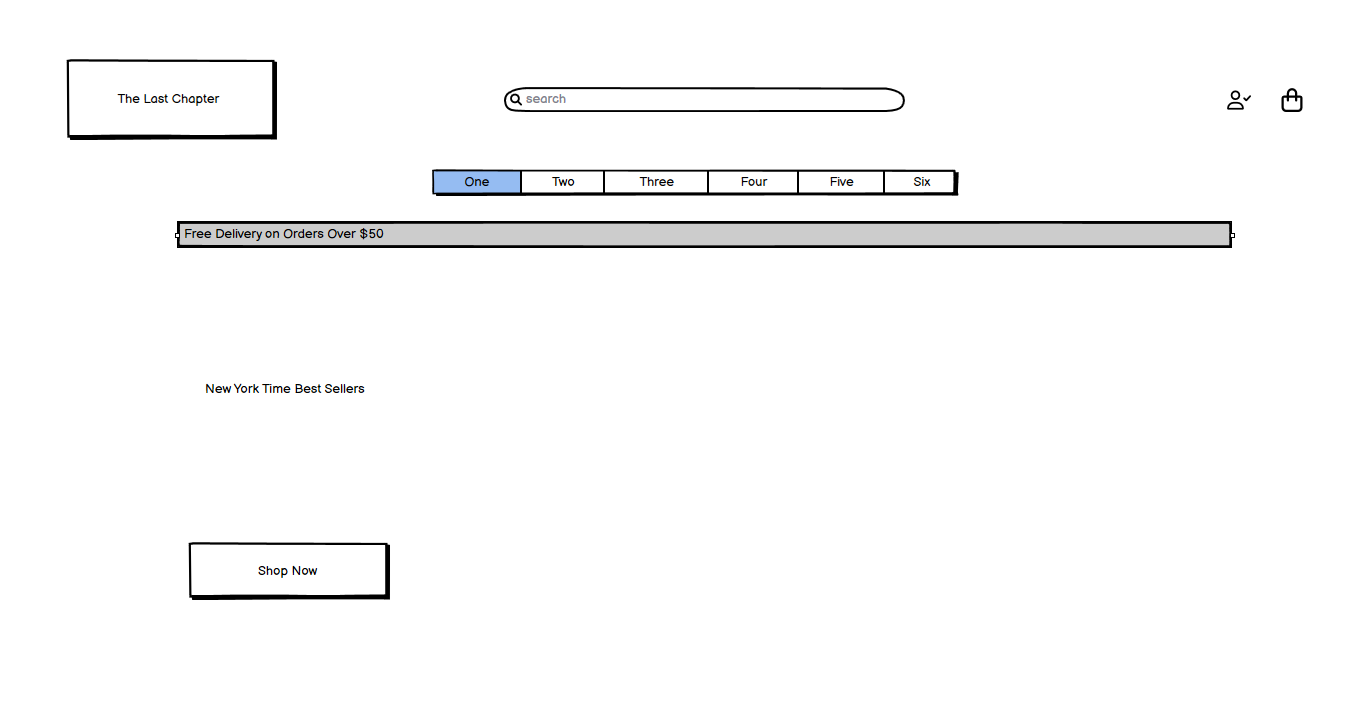 The Last Chapter
search
One Two Three Four Five Six
Free Delivery on Orders Over $50
New York Time Best Sellers
Shop Now